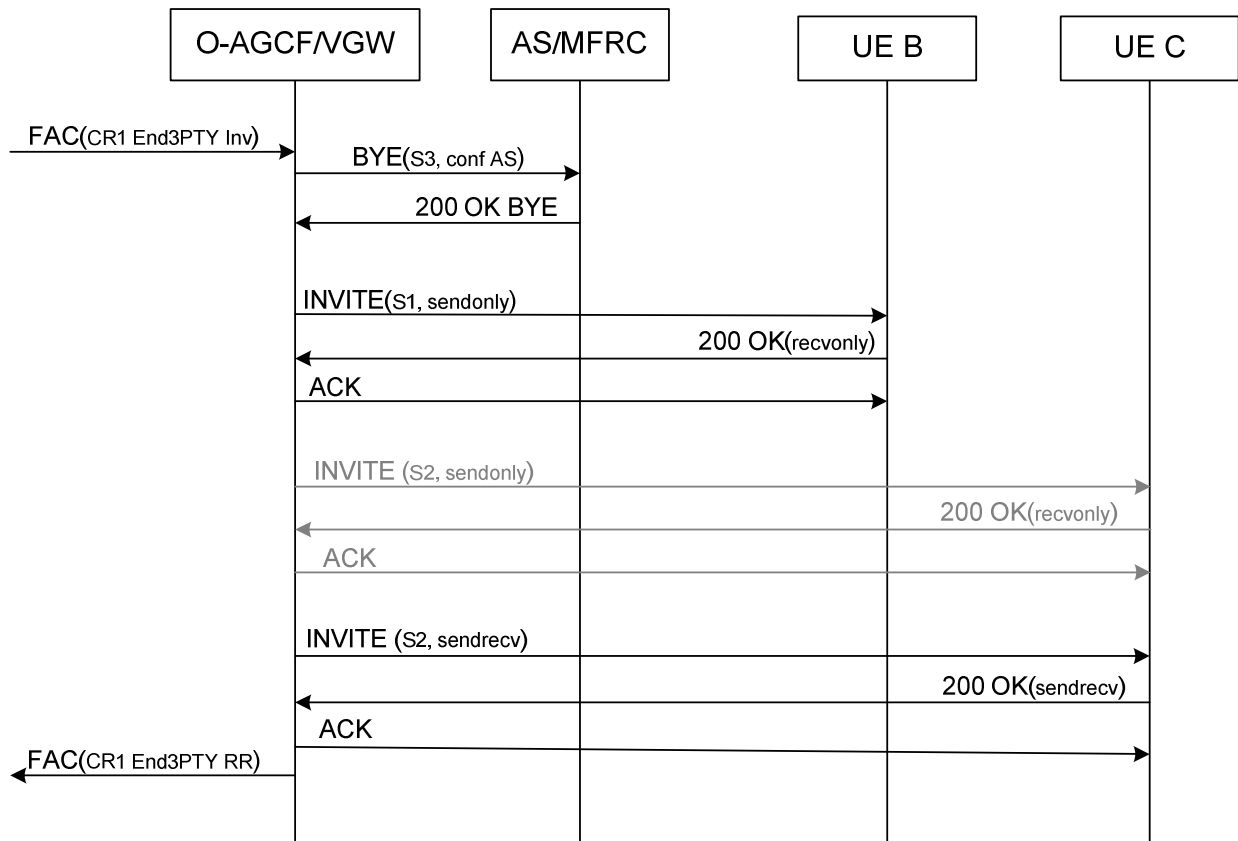 O-AGCF/VGW
AS/MFRC
UE B
UE C
FAC(CR1 End3PTY Inv)
BYE(S3, conf AS)
200 OK BYE
INVITE(S1, sendonly)
200 OK(recvonly)
ACK
INVITE (S2, sendonly)
200 OK(recvonly)
ACK
INVITE (S2, sendrecv)
200 OK(sendrecv)
ACK
FAC(CR1 End3PTY RR)